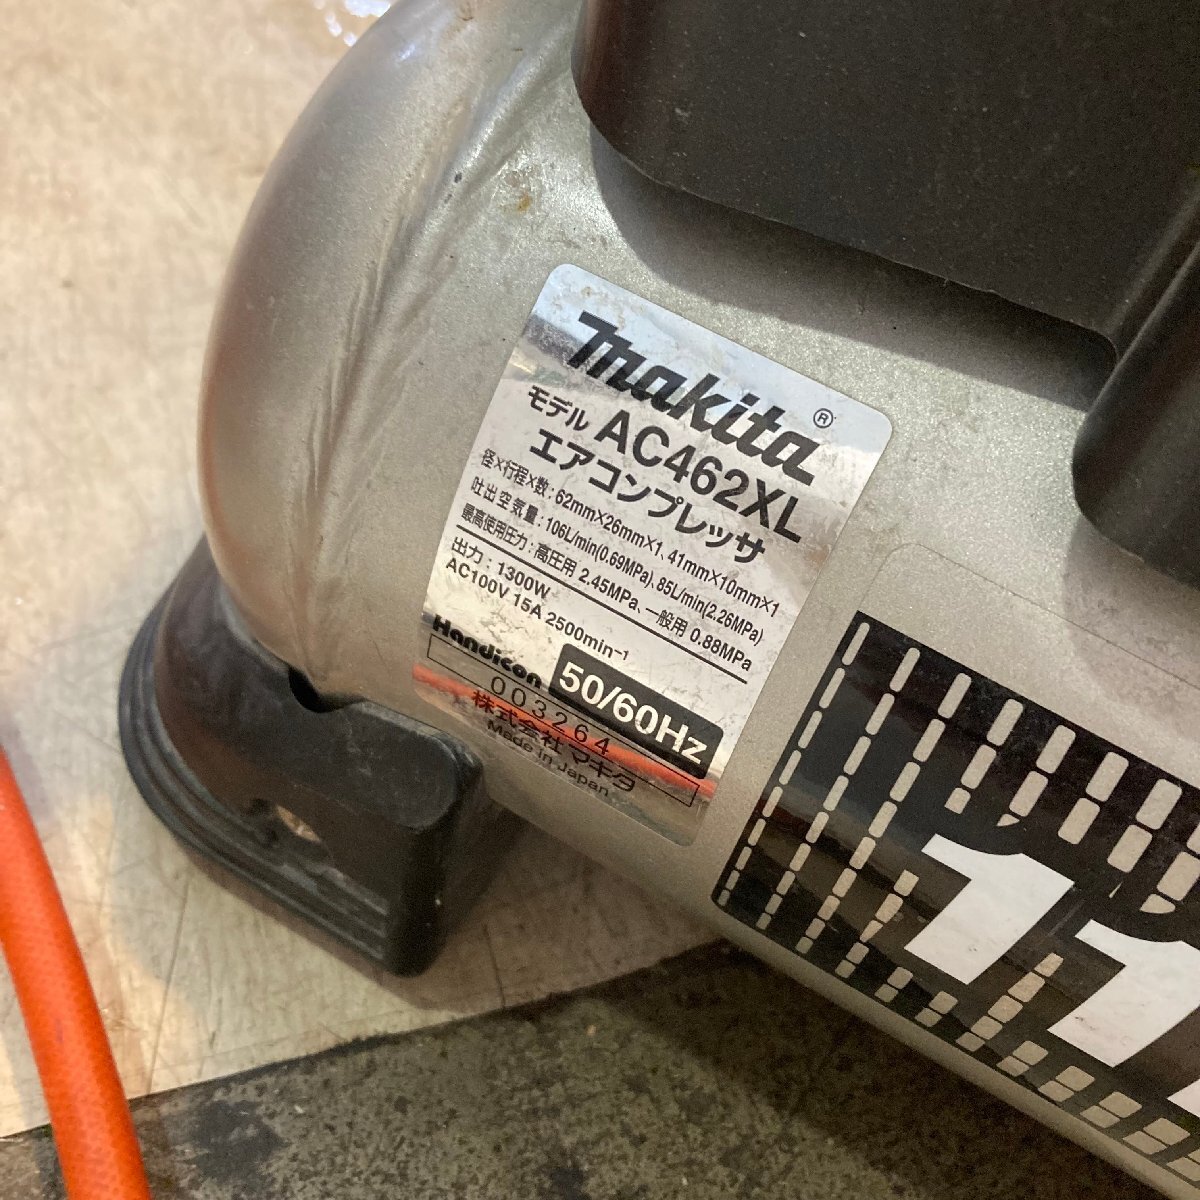 makita®
モデル AC462XL
エアコンプレッサ
径×行程×数：62mm×26mm×1、41mm×10mm×1
吐出空気量：106L/min(0.69MPa)、85L/min(2.26MPa)
最高使用圧力：高圧用 2.45MPa、一般用 0.88MPa
出力：1300W
AC100V 15A 2500min⁻¹
Handicon 50/60Hz
003264
株式会社マキタ
Made in Japan
11